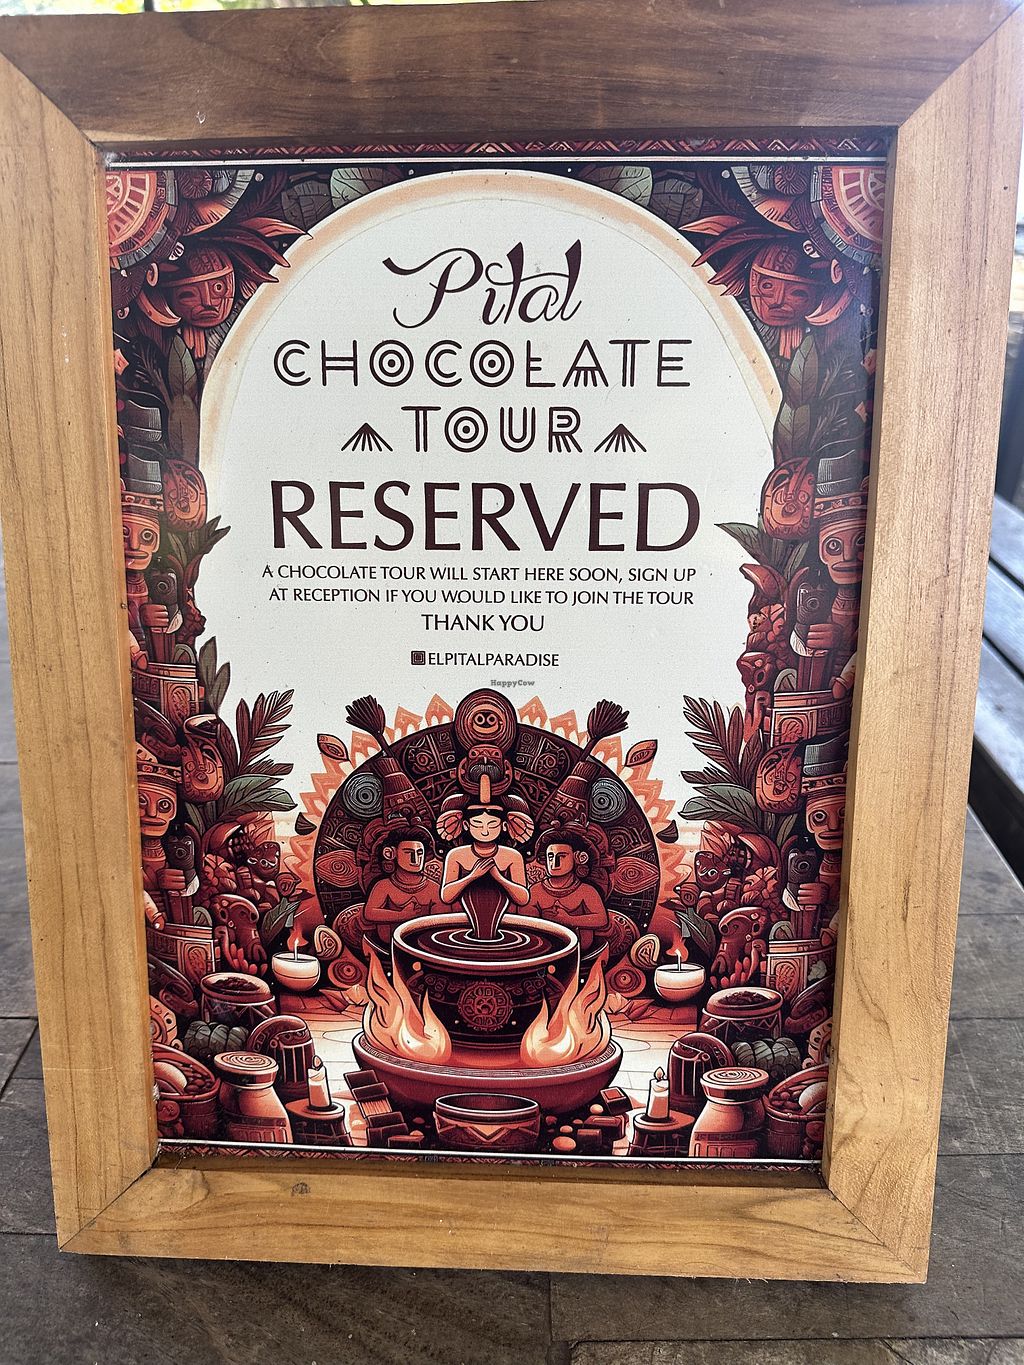 Pital
CHOCOLATE
TOUR
RESERVED
A CHOCOLATE TOUR WILL START HERE SOON, SIGN UP
AT RECEPTION IF YOU WOULD LIKE TO JOIN THE TOUR
THANK YOU
ELPITALPARADISE
HappyCow